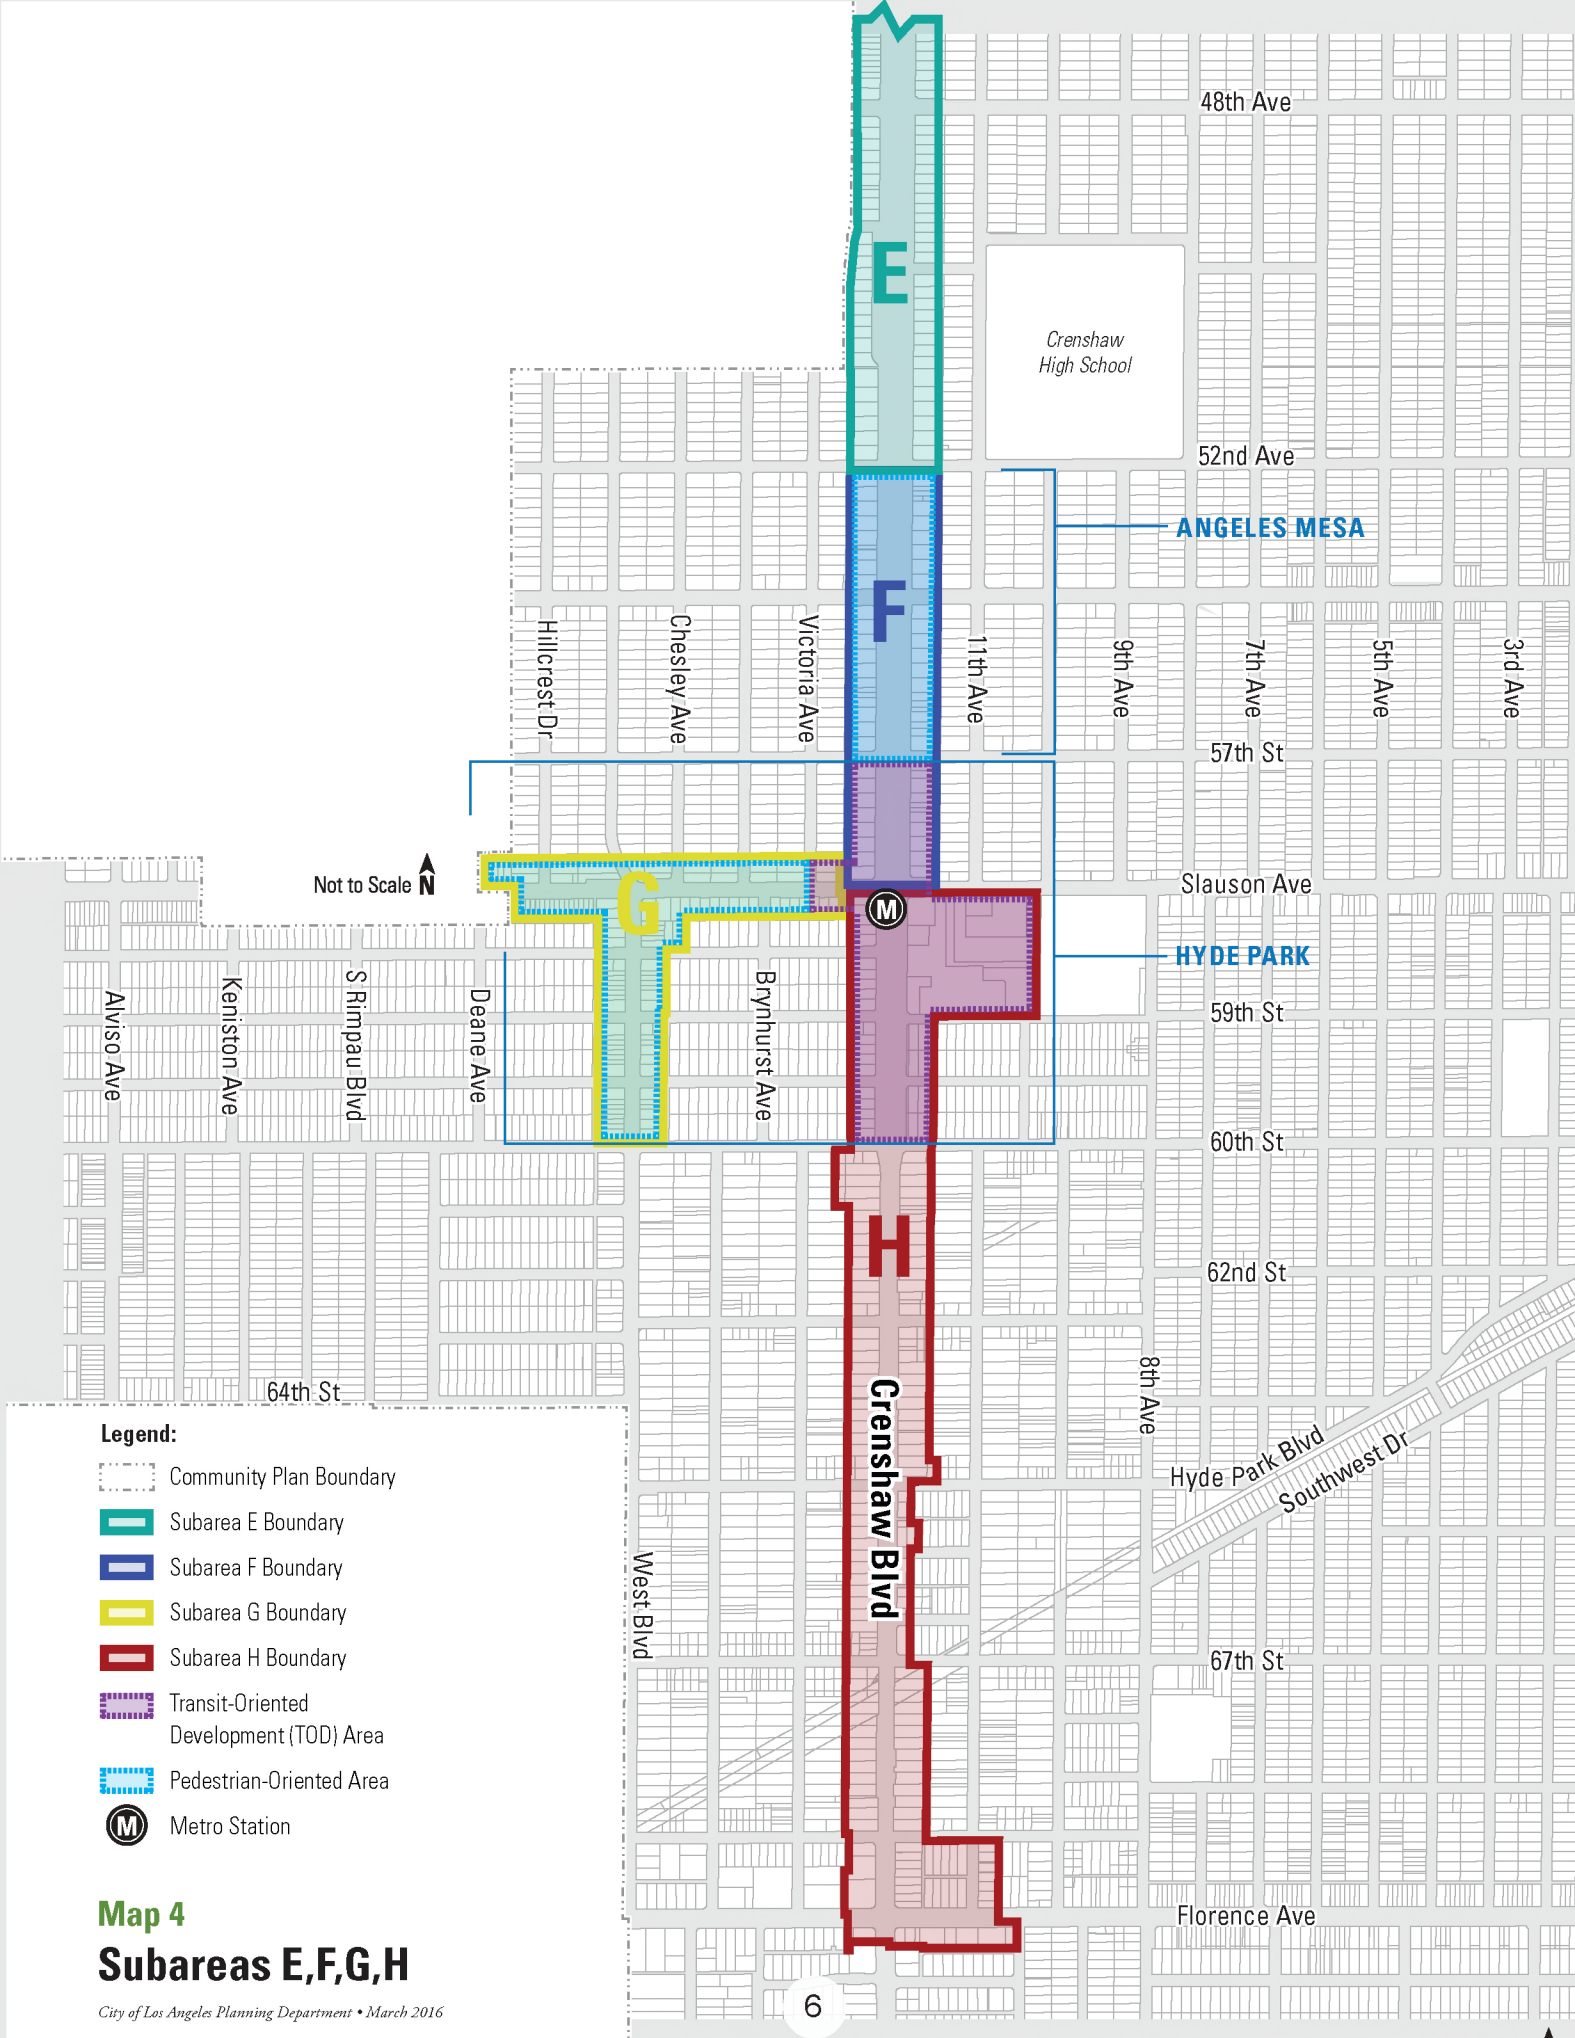 48th Ave
E
Crenshaw
High School
52nd Ave
ANGELES MESA
F
Hillcrest Dr
Chesley Ave
Victoria Ave
11th Ave
9th Ave
7th Ave
5th Ave
3rd Ave
57th St
Not to Scale N
G
M
Slauson Ave
HYDE PARK
Alviso Ave
Keniston Ave
S Rimpau Blvd
Deane Ave
Brynhurst Ave
59th St
60th St
H
62nd St
64th St
8th Ave
Crenshaw Blvd
Hyde Park Blvd
Southwest Dr
West Blvd
67th St
Florence Ave
Legend:
Community Plan Boundary
Subarea E Boundary
Subarea F Boundary
Subarea G Boundary
Subarea H Boundary
Transit-Oriented
Development (TOD) Area
Pedestrian-Oriented Area
M Metro Station
Map 4
Subareas E,F,G,H
City of Los Angeles Planning Department • March 2016
6